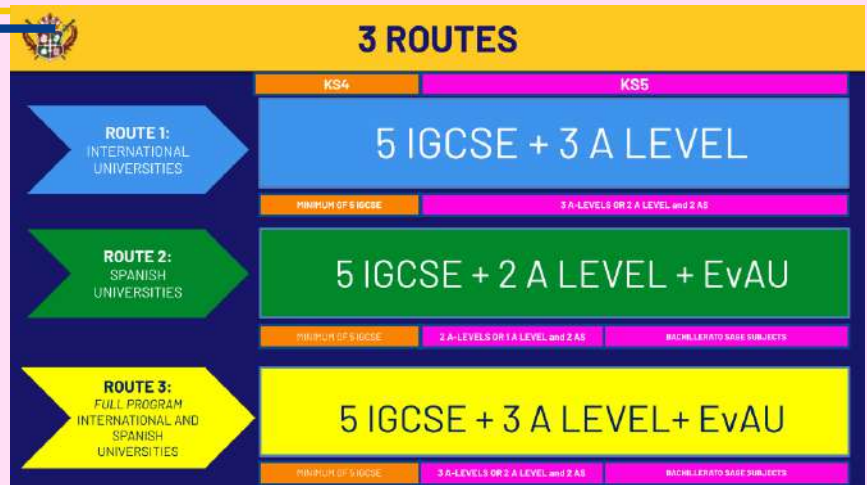 3 ROUTES
KS4 KS5
ROUTE 1:
INTERNATIONAL
UNIVERSITIES
5 IGCSE + 3 A LEVEL
MINIMUM OF 5 IGCSE 3 A-LEVELS OR 2 A LEVEL and 2 AS
ROUTE 2:
SPANISH
UNIVERSITIES
5 IGCSE + 2 A LEVEL + EvAU
MINIMUM OF 5 IGCSE 2 A-LEVELS OR 1 A LEVEL and 2 AS BACHILLERATO SAGE SUBJECTS
ROUTE 3:
FULL PROGRAM
INTERNATIONAL AND
SPANISH
UNIVERSITIES
5 IGCSE + 3 A LEVEL+ EvAU
MINIMUM OF 5 IGCSE 3 A-LEVELS OR 2 A LEVEL and 2 AS BACHILLERATO SAGE SUBJECTS